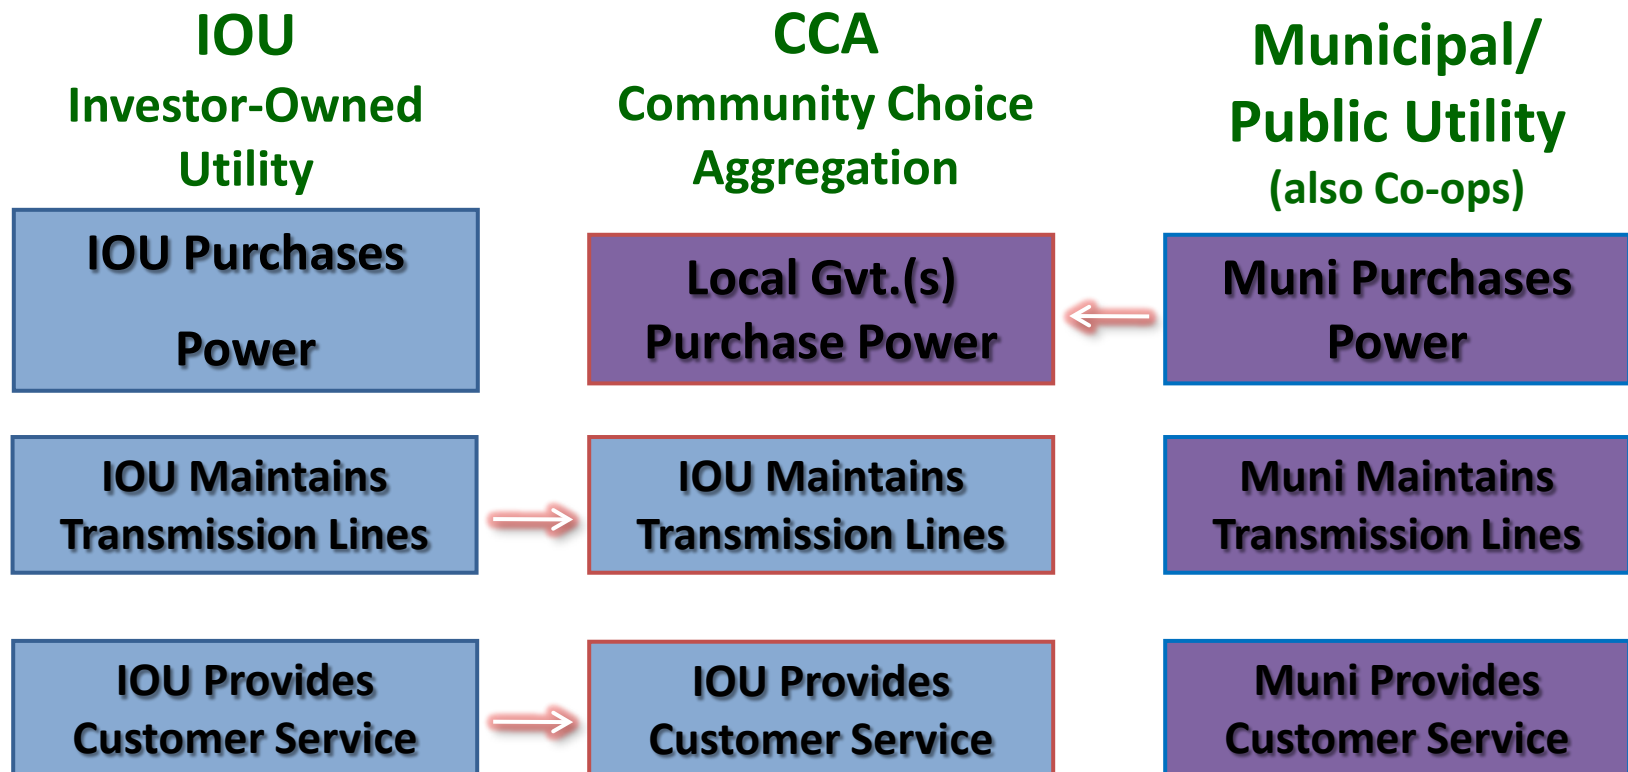 IOU
Investor-Owned
Utility
CCA
Community Choice
Aggregation
Municipal/
Public Utility
(also Co-ops)
IOU Purchases
Power
Local Gvt.(s)
Purchase Power
Muni Purchases
Power
IOU Maintains
Transmission Lines
IOU Maintains
Transmission Lines
Muni Maintains
Transmission Lines
IOU Provides
Customer Service
IOU Provides
Customer Service
Muni Provides
Customer Service